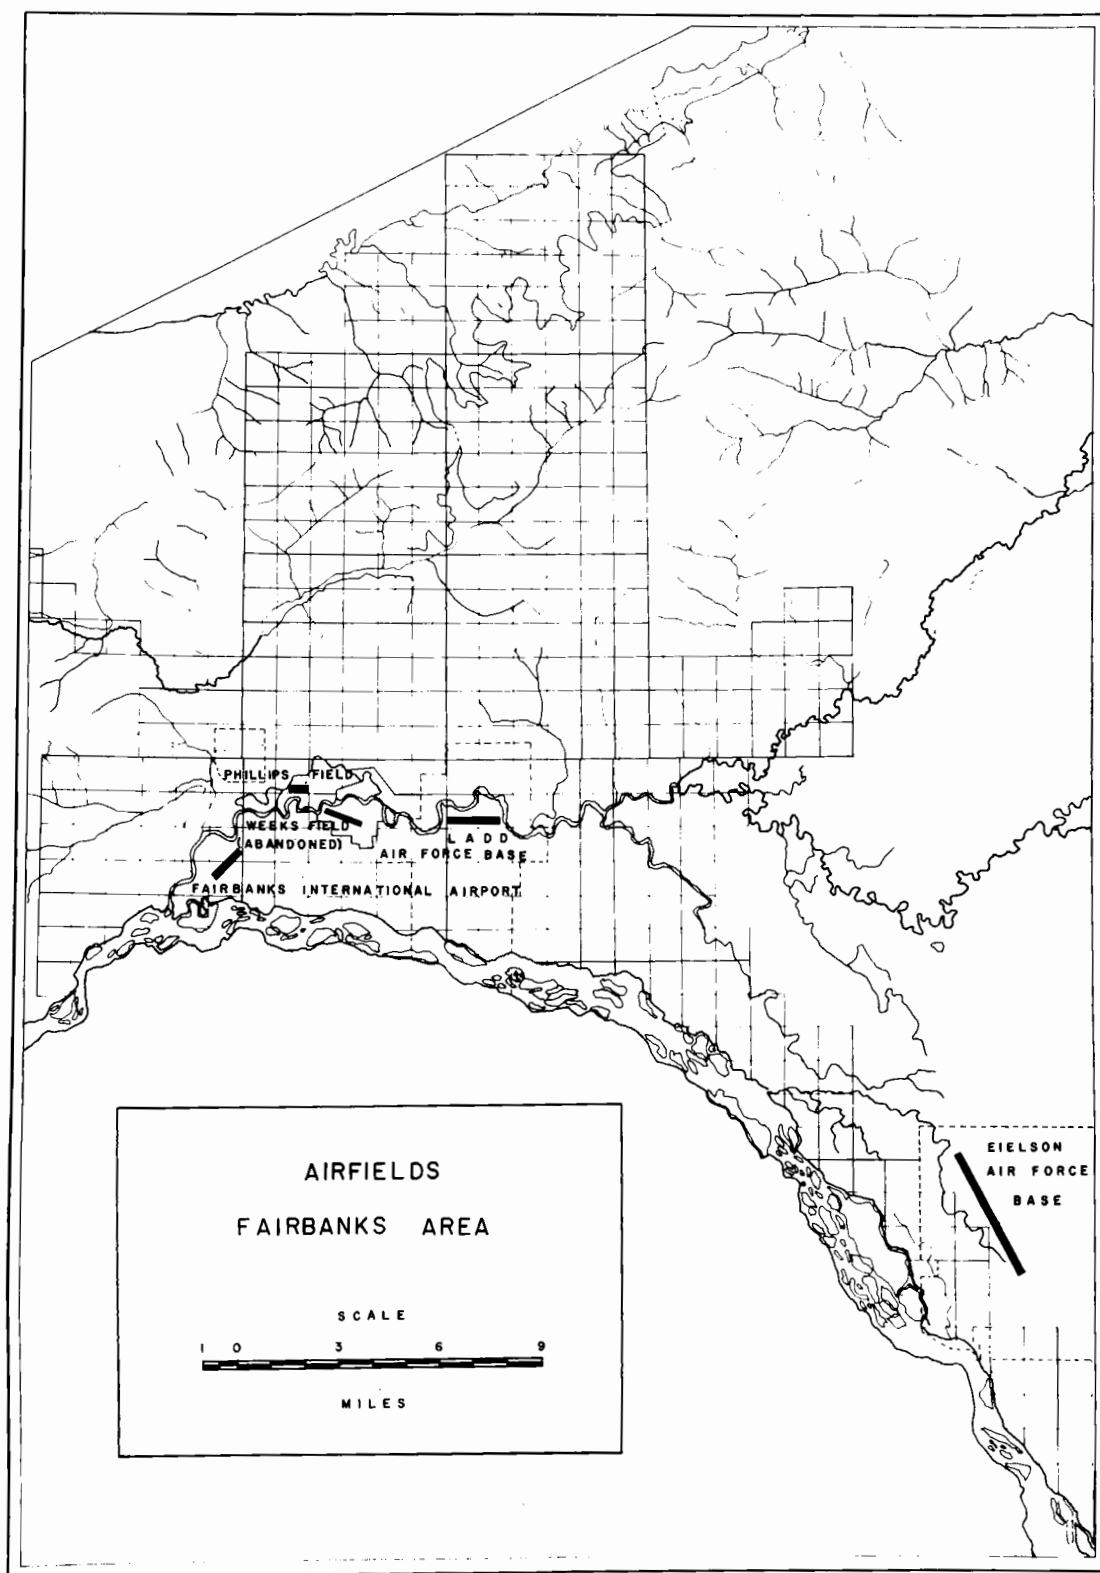 PHILLIPS FIELD
WEEKS FIELD
(ABANDONED)
LADD
AIR FORCE BASE
FAIRBANKS INTERNATIONAL AIRPORT
EIELSON
AIR FORCE
BASE
AIRFIELDS
FAIRBANKS AREA
SCALE
1 0 3 6 9
MILES